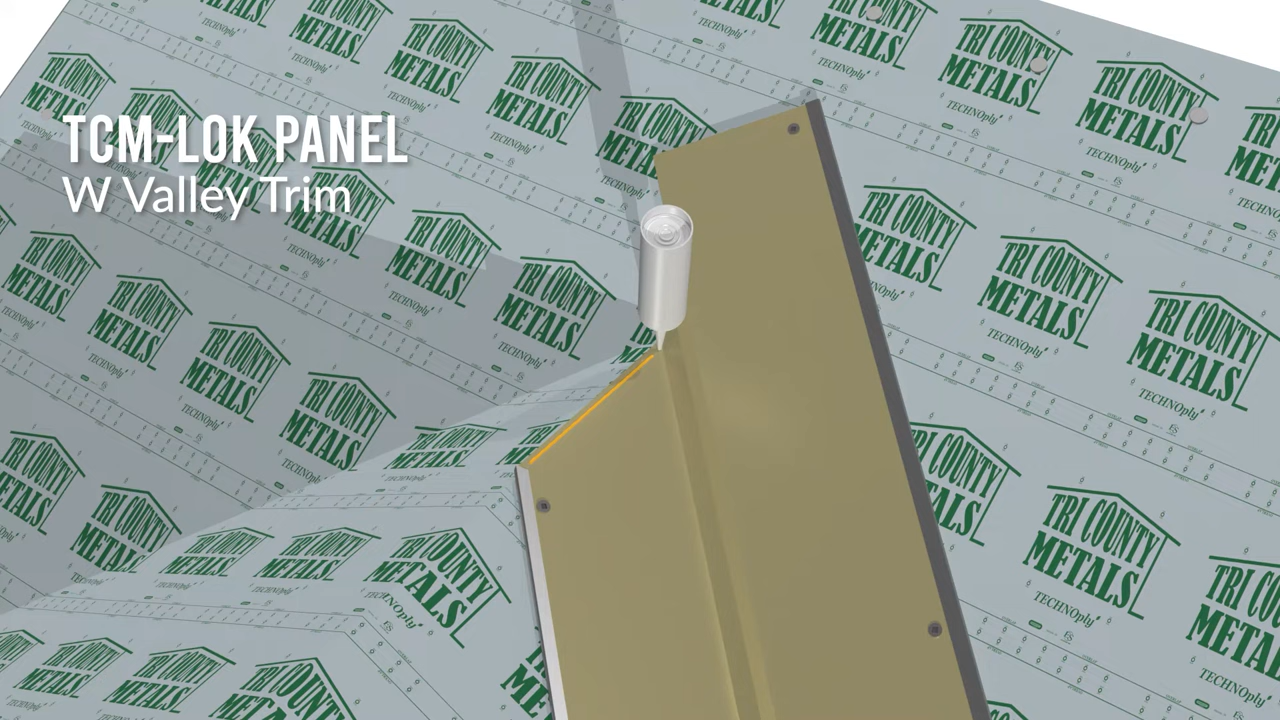 TCM-LOK PANEL
W Valley Trim
TRI COUNTY
METALS
TECHNOply